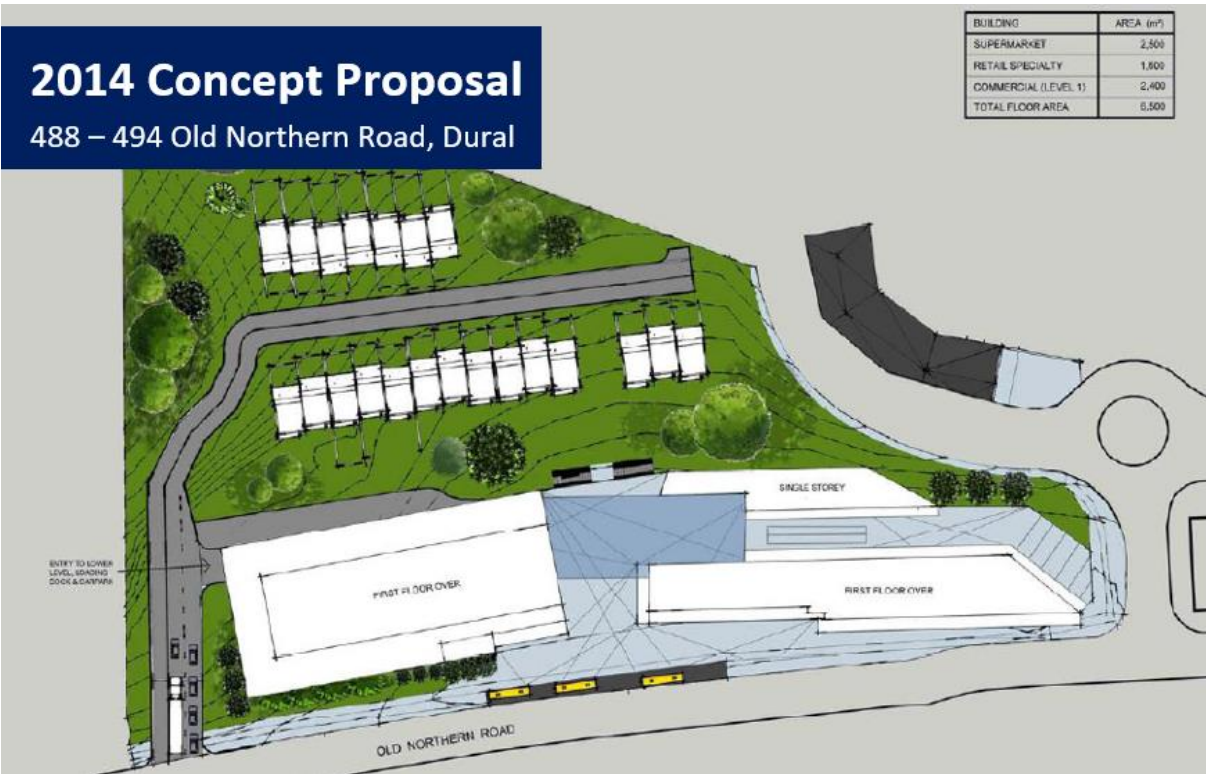 2014 Concept Proposal
488 – 494 Old Northern Road, Dural
BUILDING AREA (m²)
SUPERMARKET 2,500
RETAIL SPECIALTY 1,600
COMMERCIAL (LEVEL 1) 2,400
TOTAL FLOOR AREA 6,500
SINGLE STOREY
ENTRY TO LOWER
LEVEL, LOADING
DOCK & CARPARK
FIRST FLOOR OVER
FIRST FLOOR OVER
OLD NORTHERN ROAD